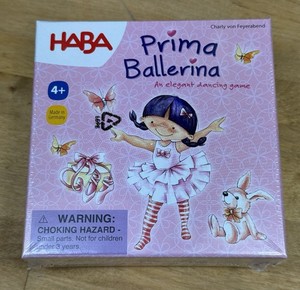 Charly von Feyerabend
HABA
Prima
Ballerina
An elegant dancing game
4+
Made in
Germany
WARNING:
CHOKING HAZARD -
Small parts. Not for children
under 3 years.